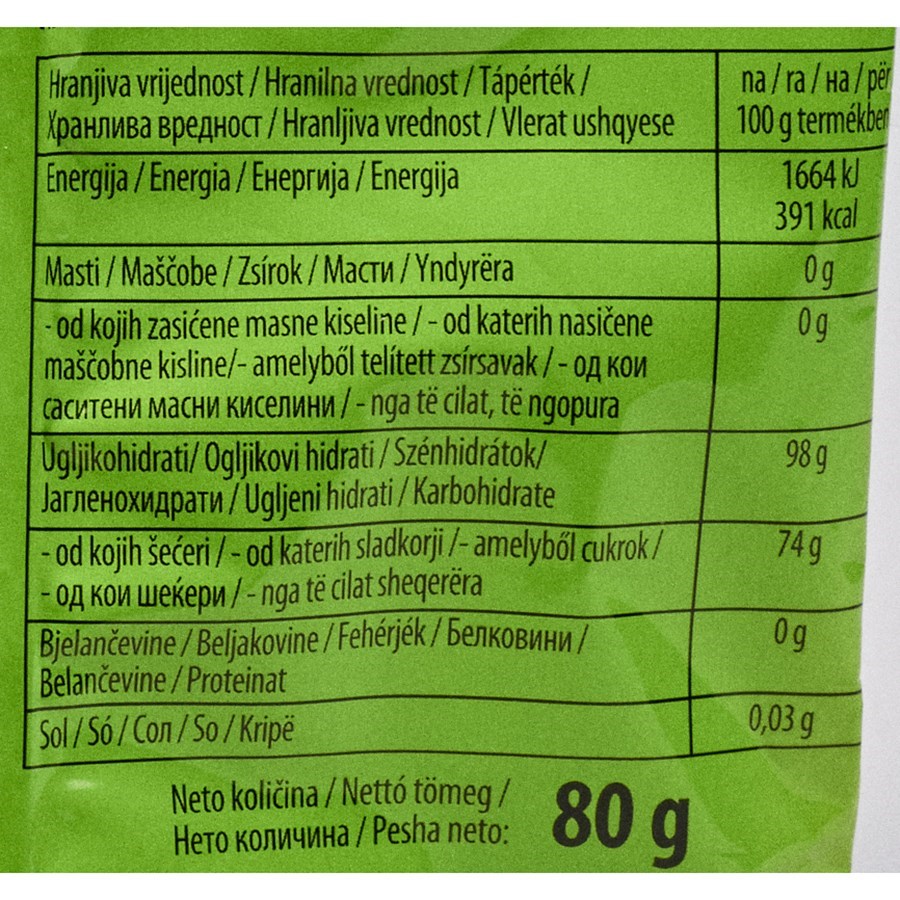 Hranjiva vrijednost / Hranilna vrednost / Tápérték /
Хранлива вредност / Hranljiva vrednost / Vlerat ushqyese
na / ra / на / për
100 g termékben
Energija / Energia / Енергија / Energija
1664 kJ
391 kcal
Masti / Maščobe / Zsírok / Масти / Yndyrëra
0 g
- od kojih zasićene masne kiseline / - od katerih nasičene
maščobne kisline/- amelyből telített zsírsavak / - од кои
саситени масни киселини / - nga të cilat, të ngopura
0 g
Ugljikohidrati/ Ogljikovi hidrati / Szénhidrátok/
Јагленохидрати / Ugljeni hidrati / Karbohidrate
98 g
- od kojih šećeri / - od katerih sladkorji /- amelyből cukrok /
- од кои шеќери / - nga të cilat sheqerëra
74 g
Bjelančevine / Beljakovine / Fehérjék / Белковини /
Belančevine / Proteinat
0 g
Sol / Só / Сол / So / Kripë
0,03 g
Neto količina / Nettó tömeg /
Нето количина / Pesha neto:
80 g